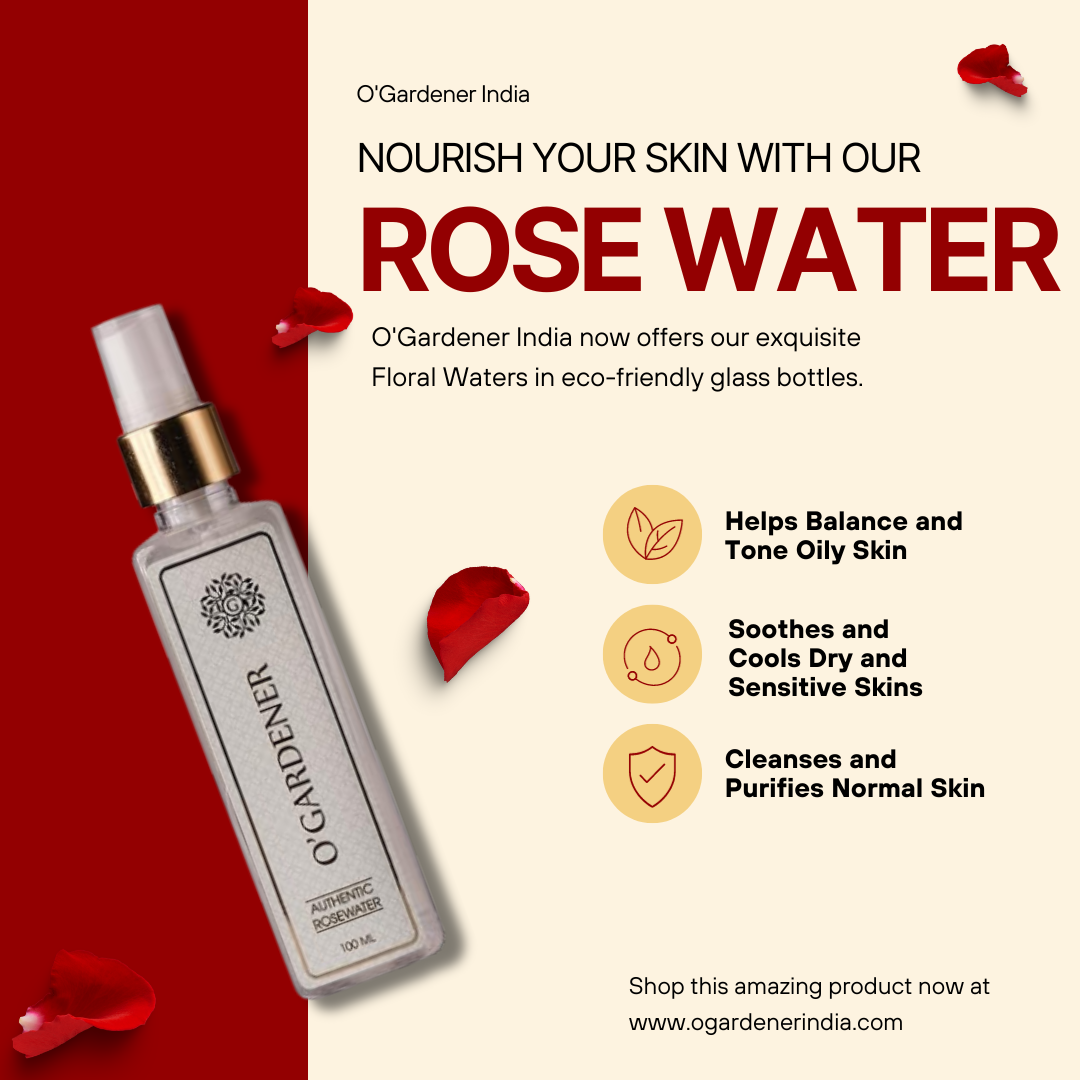 O'Gardener India
NOURISH YOUR SKIN WITH OUR
ROSE WATER
O'Gardener India now offers our exquisite
Floral Waters in eco-friendly glass bottles.
Helps Balance and
Tone Oily Skin
Soothes and
Cools Dry and
Sensitive Skins
Cleanses and
Purifies Normal Skin
G
O'GARDENER
AUTHENTIC
ROSEWATER
100 ML
Shop this amazing product now at
www.ogardenerindia.com